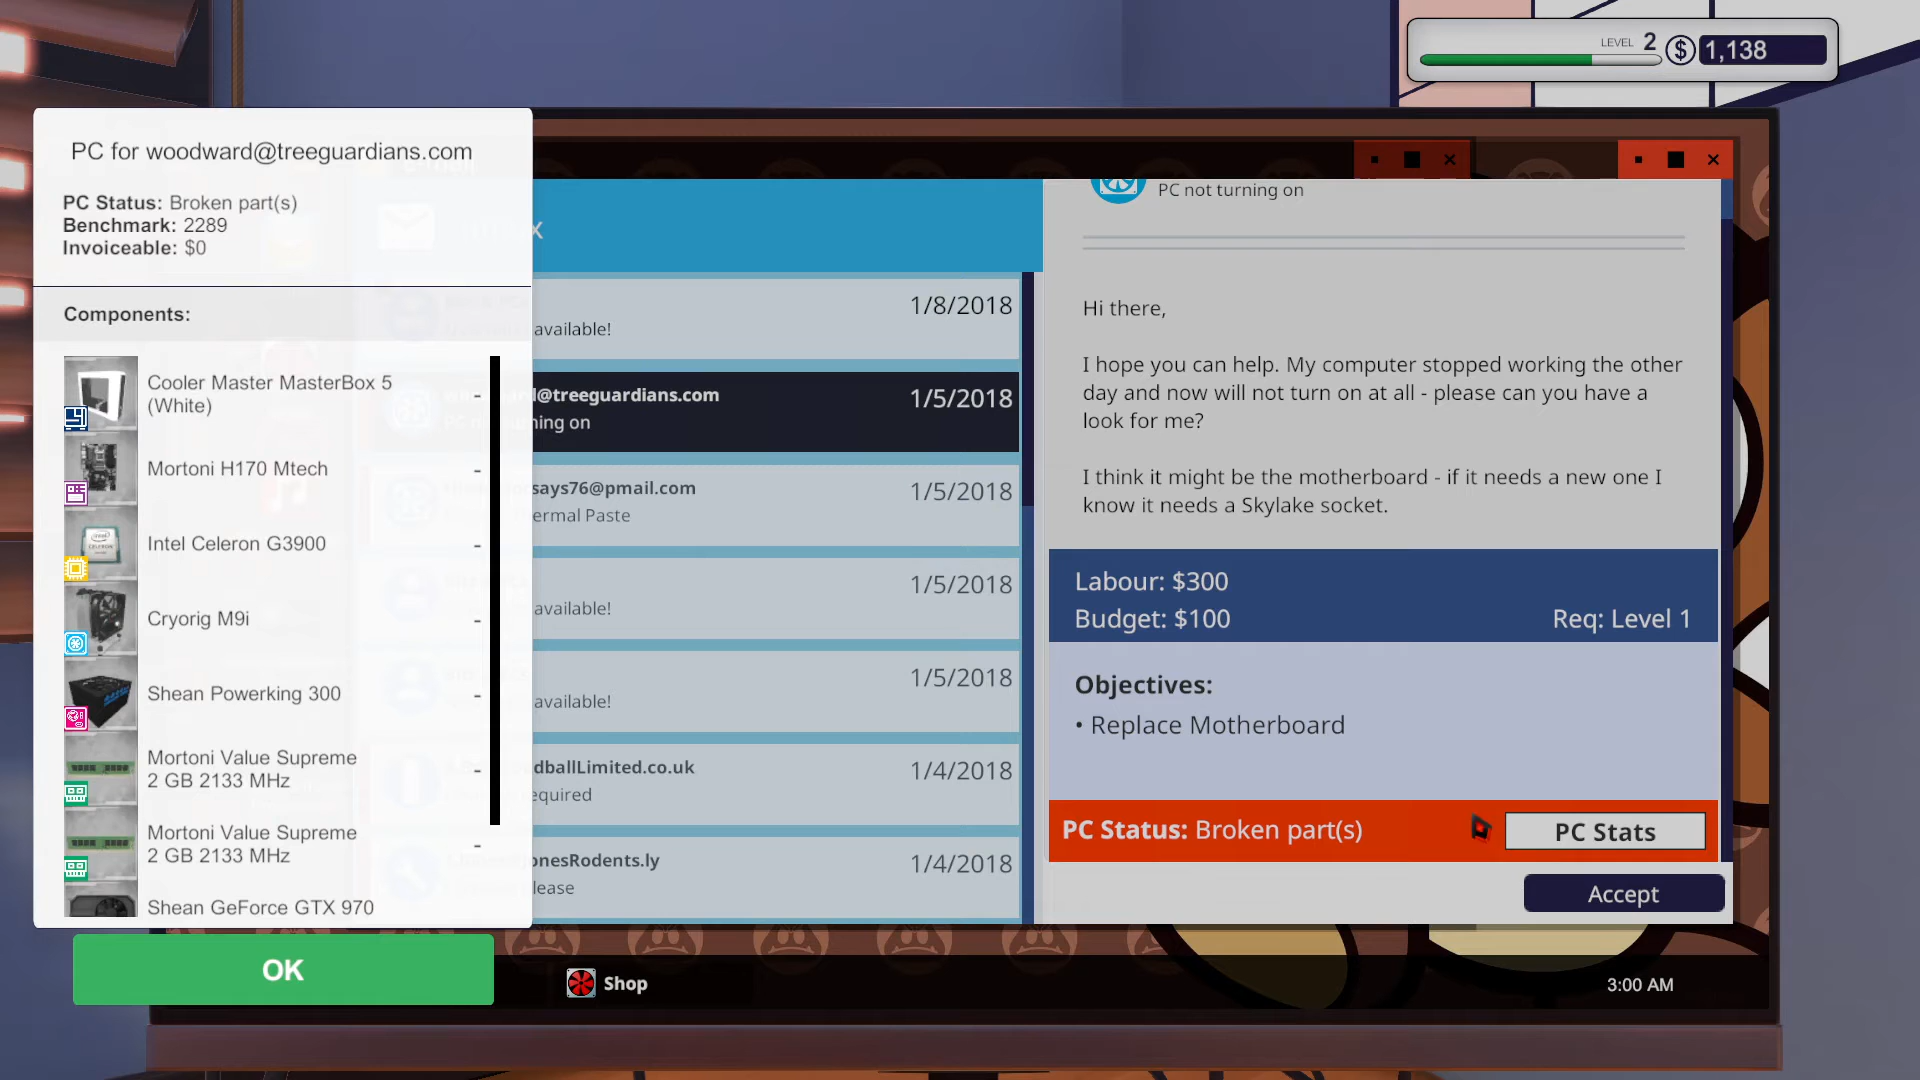 LEVEL 2
$ 1,138
PC for woodward@treeguardians.com
PC Status: Broken part(s)
Benchmark: 2289
Invoiceable: $0
Components:
Cooler Master MasterBox 5
(White)
-
Mortoni H170 Mtech
-
Intel Celeron G3900
-
Cryorig M9i
-
Shean Powerking 300
-
Mortoni Value Supreme
2 GB 2133 MHz
-
Mortoni Value Supreme
2 GB 2133 MHz
-
Shean GeForce GTX 970
OK
1/8/2018
available!
@treeguardians.com
1/5/2018
ning on
says76@pmail.com
1/5/2018
ermal Paste
1/5/2018
available!
1/5/2018
available!
dballLimited.co.uk
1/4/2018
required
JonesRodents.ly
1/4/2018
lease
PC not turning on
Hi there,
I hope you can help. My computer stopped working the other
day and now will not turn on at all - please can you have a
look for me?
I think it might be the motherboard - if it needs a new one I
know it needs a Skylake socket.
Labour: $300
Budget: $100
Req: Level 1
Objectives:
• Replace Motherboard
PC Status: Broken part(s)
PC Stats
Accept
Shop
3:00 AM